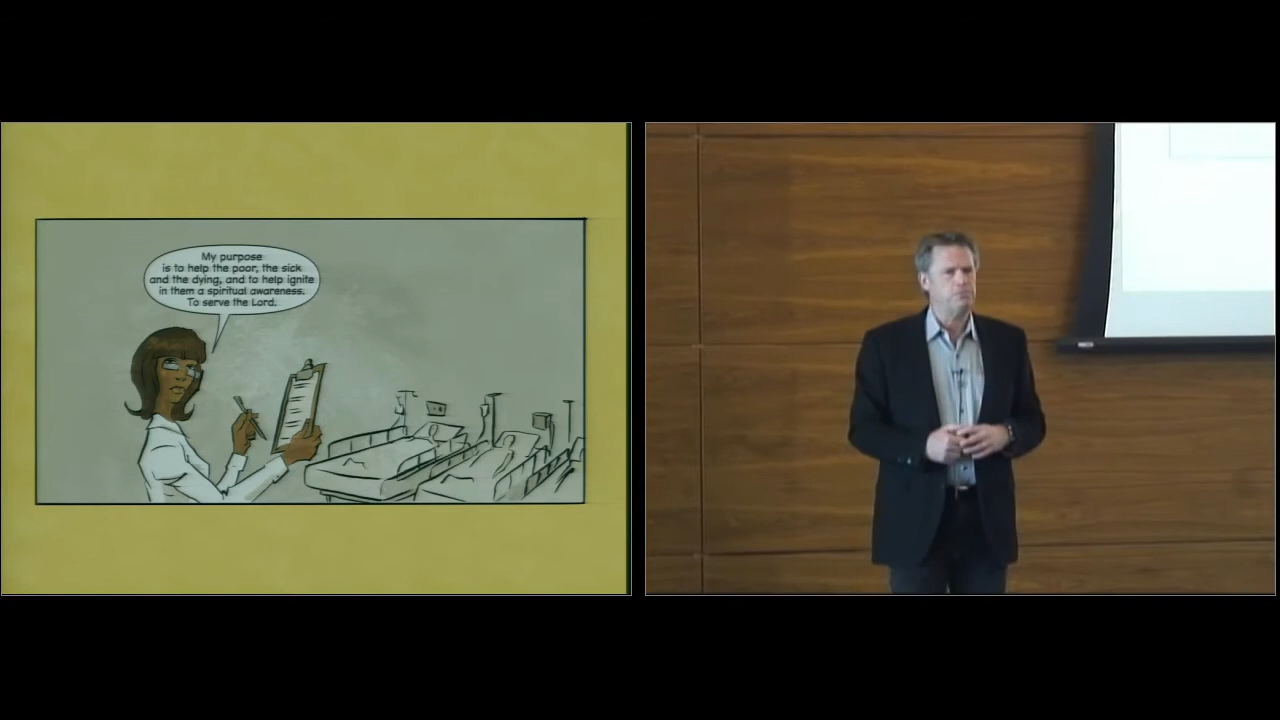 My purpose
is to help the poor, the sick
and the dying, and to help ignite
in them a spiritual awareness.
To serve the Lord.